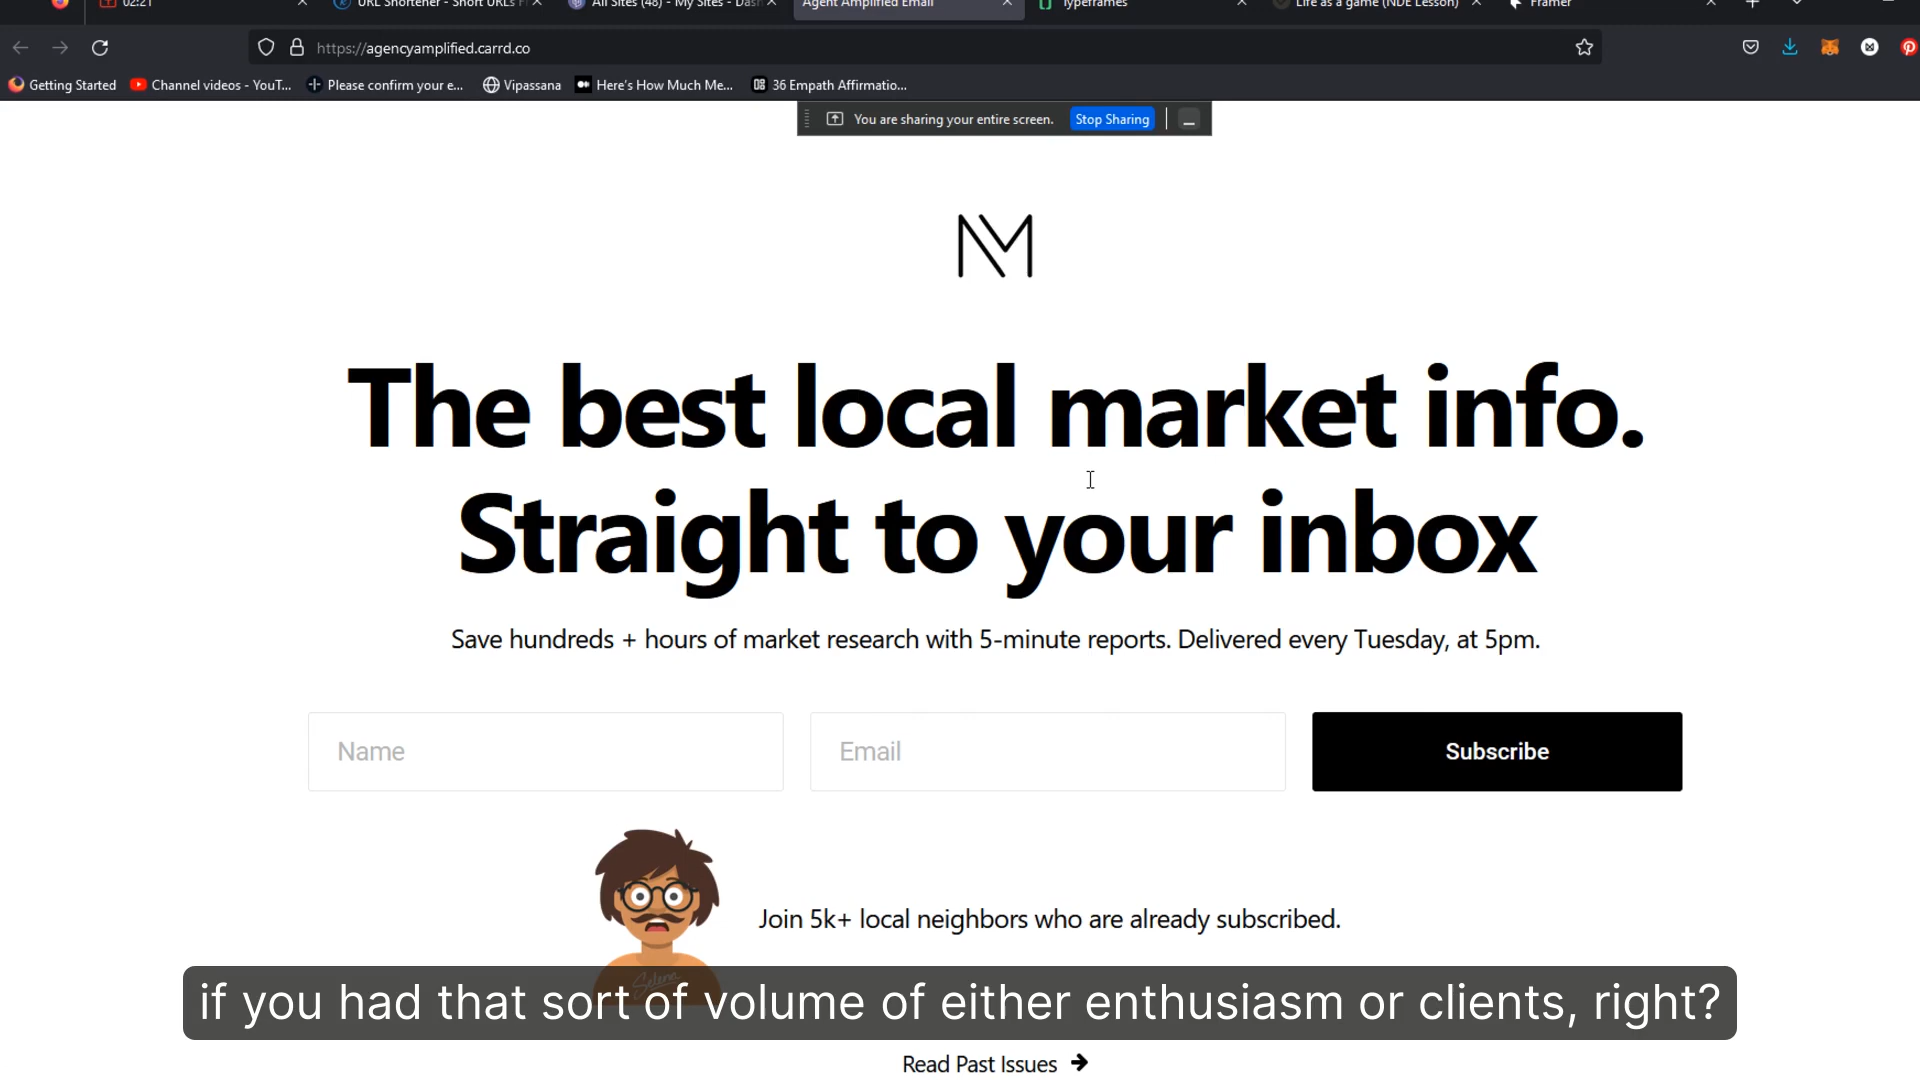 02:21
URL Shortener - Short URLs F
All Sites (48) - My Sites - Dash
Agent Amplified Email
Typeframes
Life as a game (NDE Lesson)
Framer
https://agencyamplified.carrd.co
Getting Started
Channel videos - YouT...
Please confirm your e...
Vipassana
Here's How Much Me...
36 Empath Affirmatio...
You are sharing your entire screen.
Stop Sharing
The best local market info.
Straight to your inbox
Save hundreds + hours of market research with 5-minute reports. Delivered every Tuesday, at 5pm.
Name
Email
Subscribe
Join 5k+ local neighbors who are already subscribed.
Selena
if you had that sort of volume of either enthusiasm or clients, right?
Read Past Issues